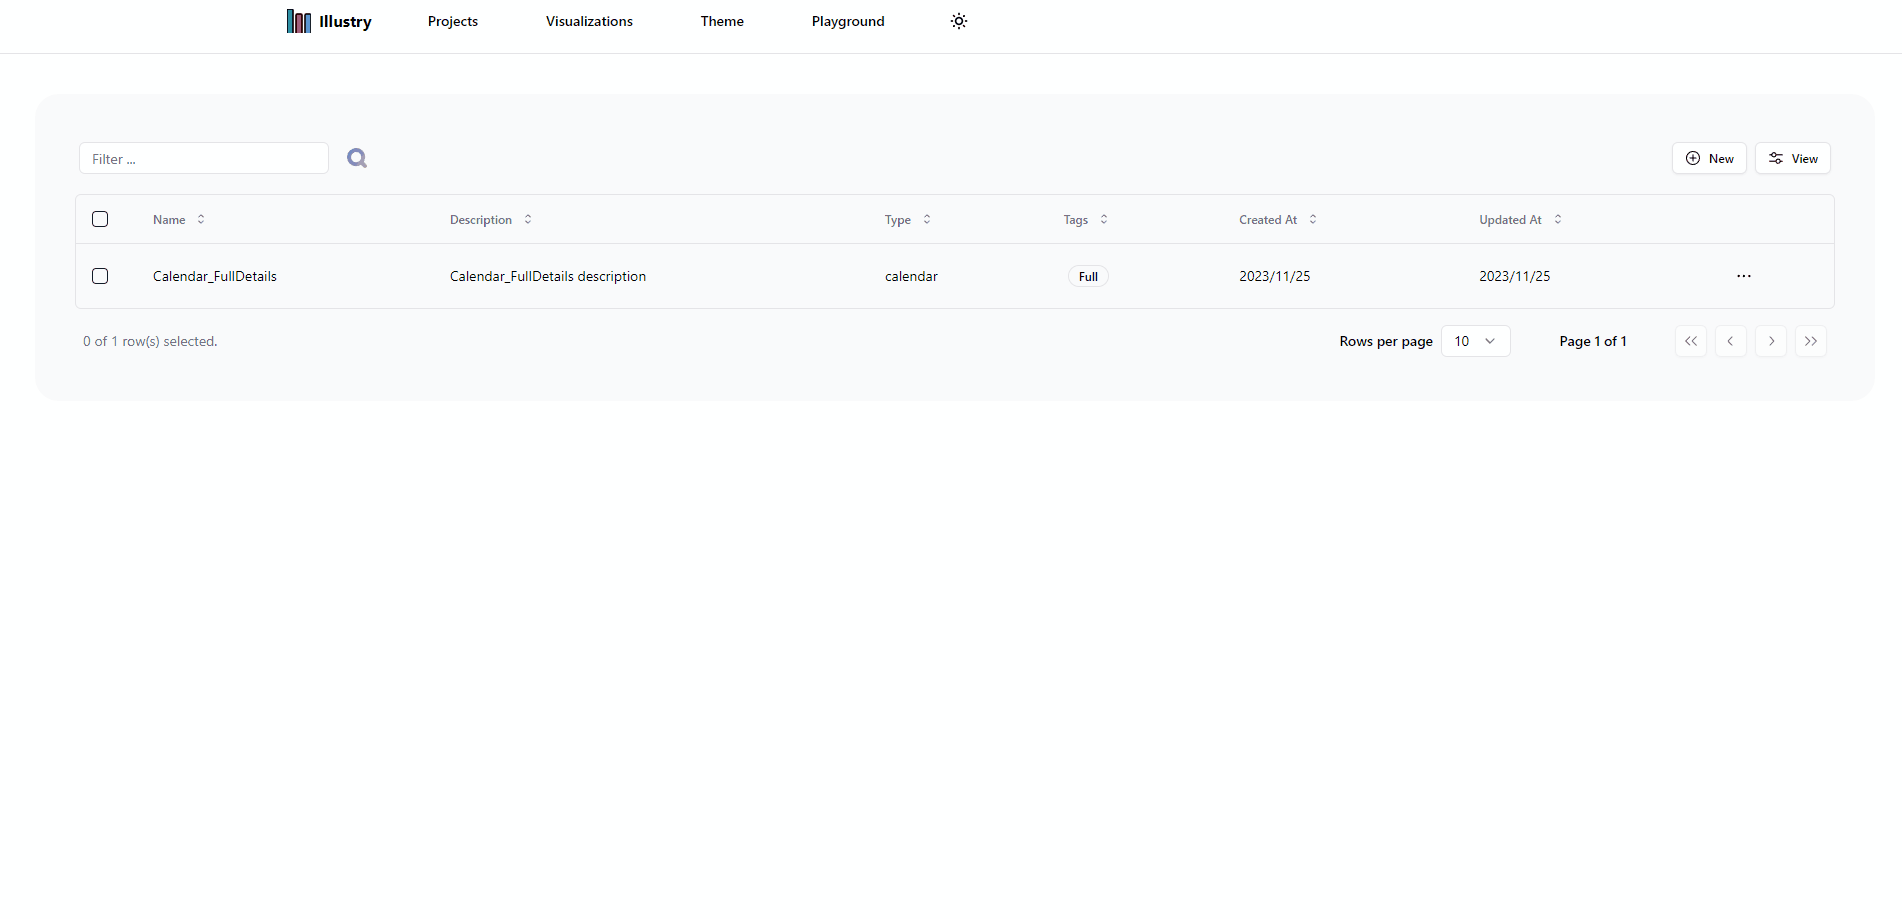 Illustry Projects Visualizations Theme Playground
Filter ... New View
Name Description Type Tags Created At Updated At
Calendar_FullDetails Calendar_FullDetails description calendar Full 2023/11/25 2023/11/25 ...
0 of 1 row(s) selected. Rows per page 10 Page 1 of 1